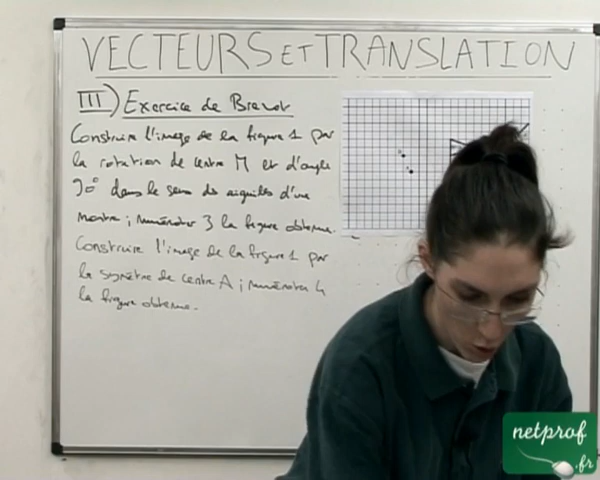 VECTEURS ET TRANSLATION
III) Exercice de Brevet
Construire l'image de la figure 1 par
la rotation de centre M et d'angle
90° dans le sens des aiguilles d'une
montre ; numéroter 3 la figure obtenue.
Construire l'image de la figure 1 par
la symétrie de centre A ; numéroter 4
la figure obtenue.
netprof
.fr